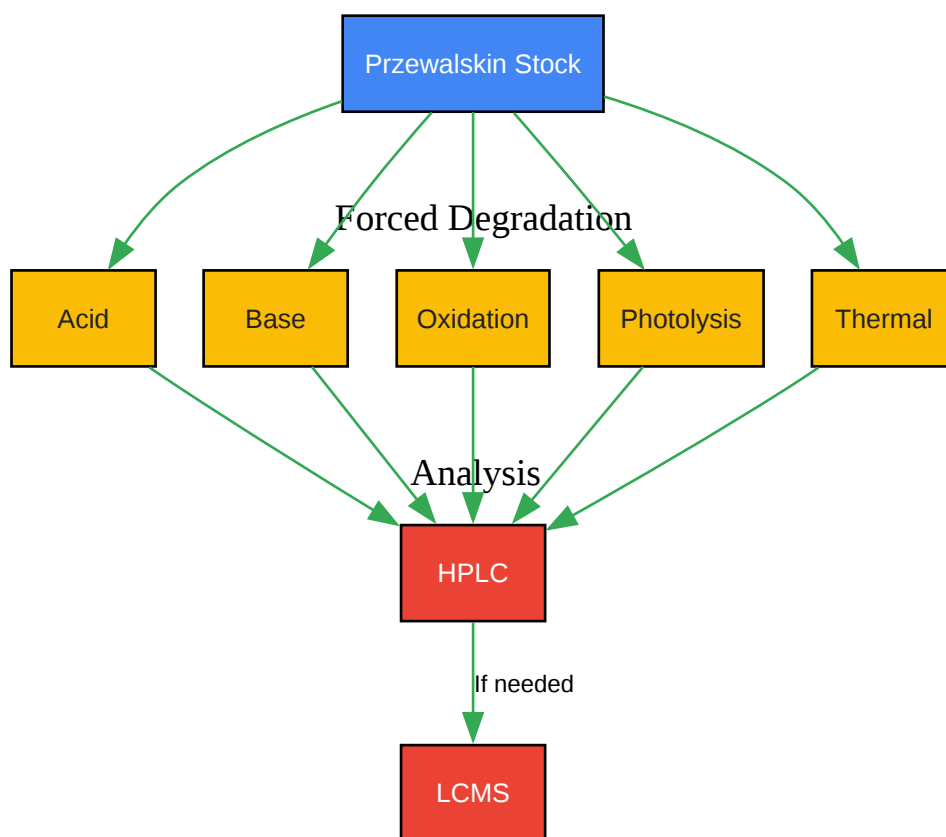 Przewalskin Stock
Forced Degradation
Acid
Base
Oxidation
Photolysis
Thermal
Analysis
HPLC
If needed
LCMS